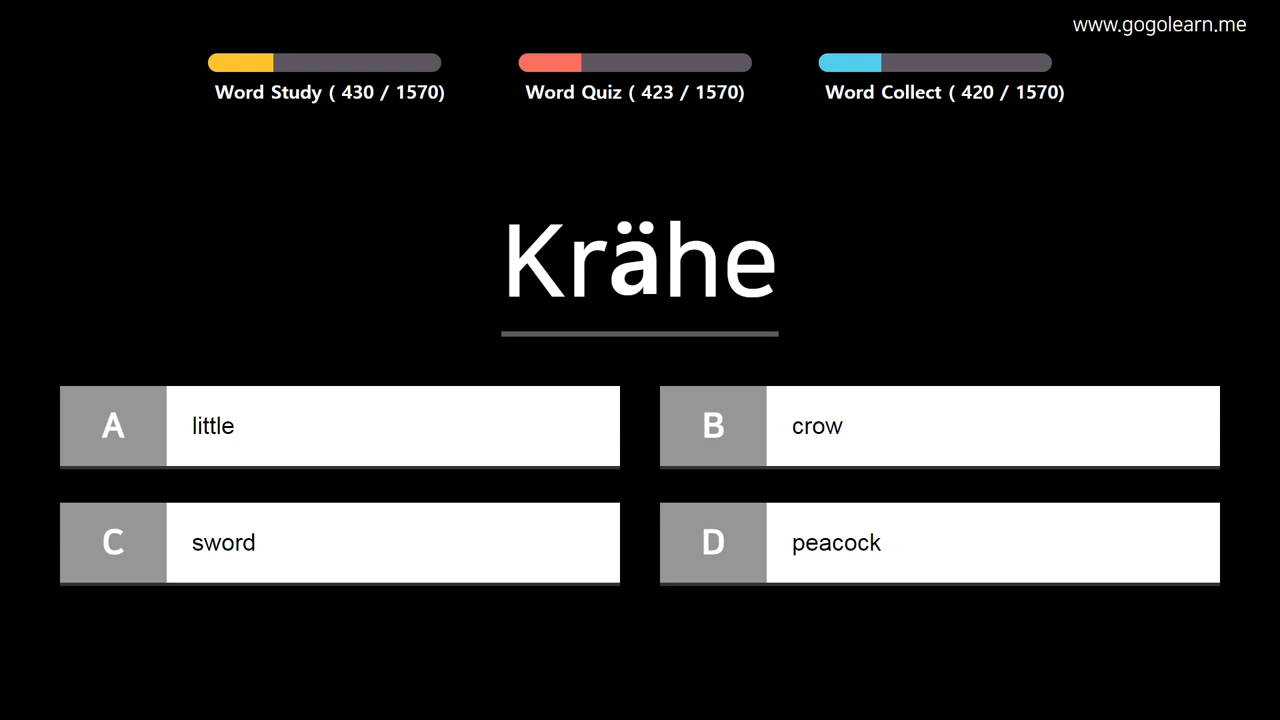 www.gogolearn.me
Word Study ( 430 / 1570)
Word Quiz ( 423 / 1570)
Word Collect ( 420 / 1570)
Krähe
A little
B crow
C sword
D peacock